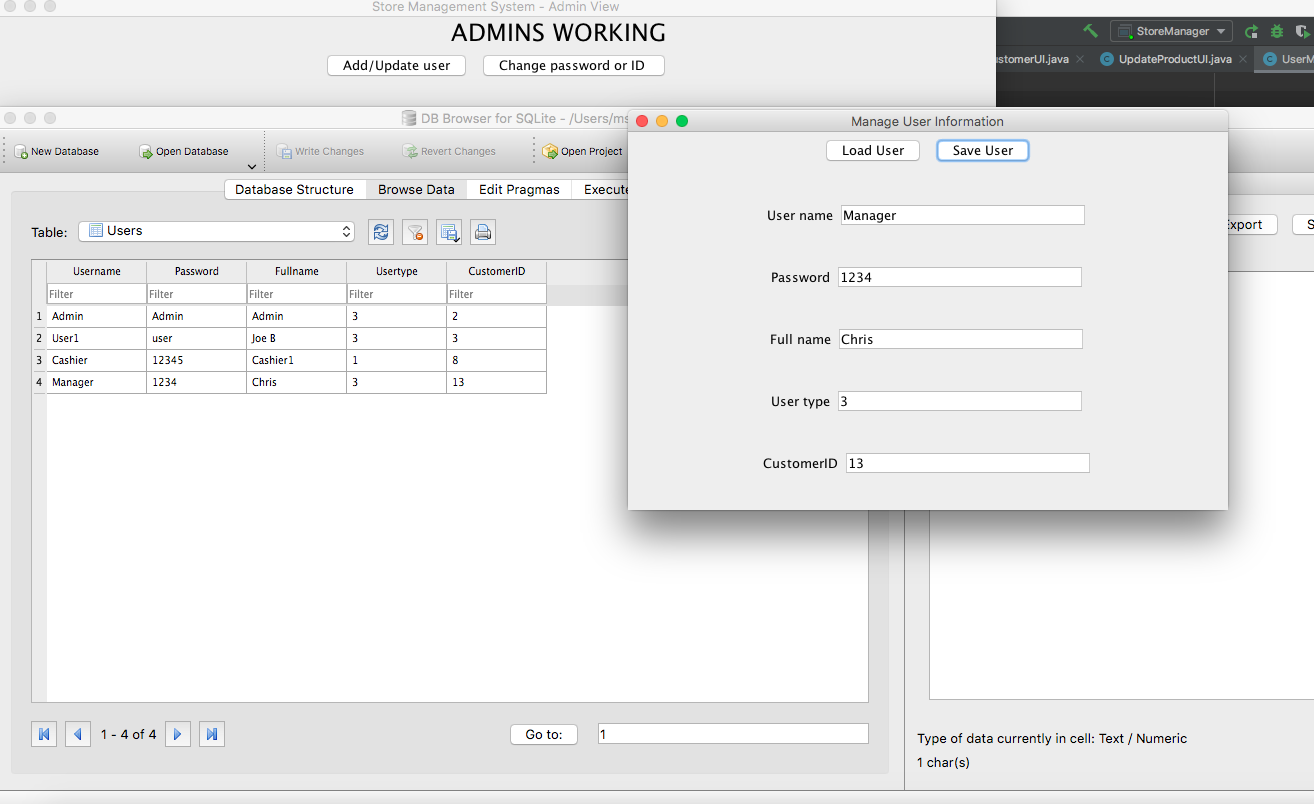 Store Management System - Admin View
ADMINS WORKING
Add/Update user
Change password or ID
StoreManager
ustomerUI.java
UpdateProductUI.java
UserM
DB Browser for SQLite - /Users/ms
New Database
Open Database
Write Changes
Revert Changes
Open Project
Database Structure
Browse Data
Edit Pragmas
Execute
Table:
Users
Username Password Fullname Usertype CustomerID
Filter Filter Filter Filter Filter
1 Admin Admin Admin 3 2
2 User1 user Joe B 3 3
3 Cashier 12345 Cashier1 1 8
4 Manager 1234 Chris 3 13
1 - 4 of 4
Go to:
1
Manage User Information
Load User
Save User
User name Manager
Password 1234
Full name Chris
User type 3
CustomerID 13
xport
S
Type of data currently in cell: Text / Numeric
1 char(s)